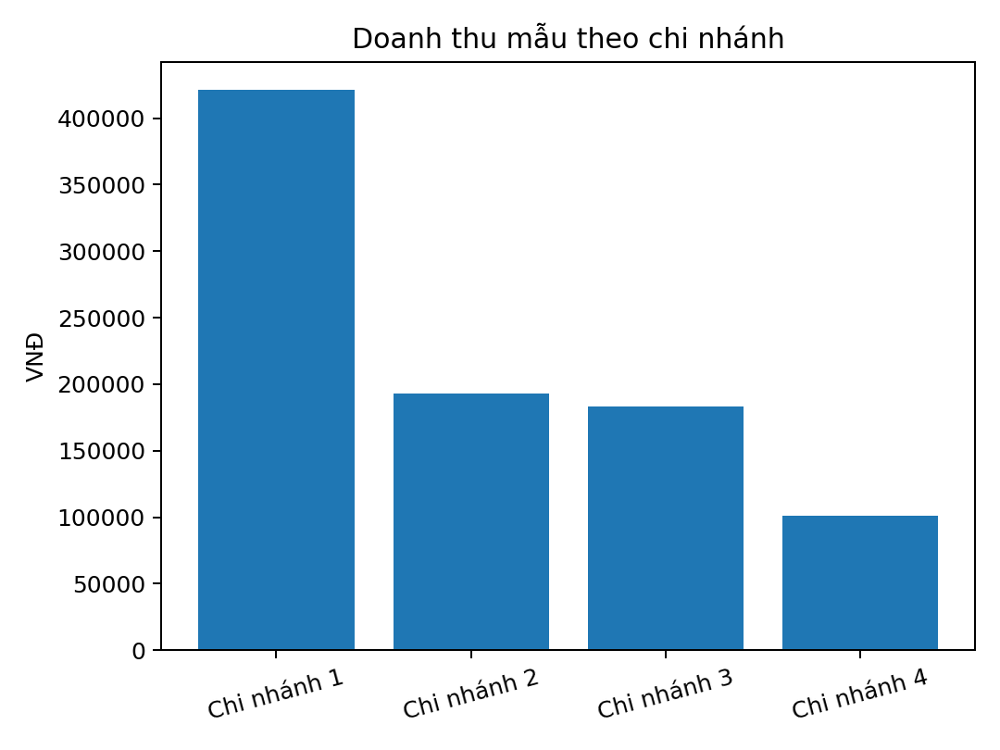 Doanh thu mẫu theo chi nhánh
VNĐ
400000
350000
300000
250000
200000
150000
100000
50000
0
Chi nhánh 1
Chi nhánh 2
Chi nhánh 3
Chi nhánh 4